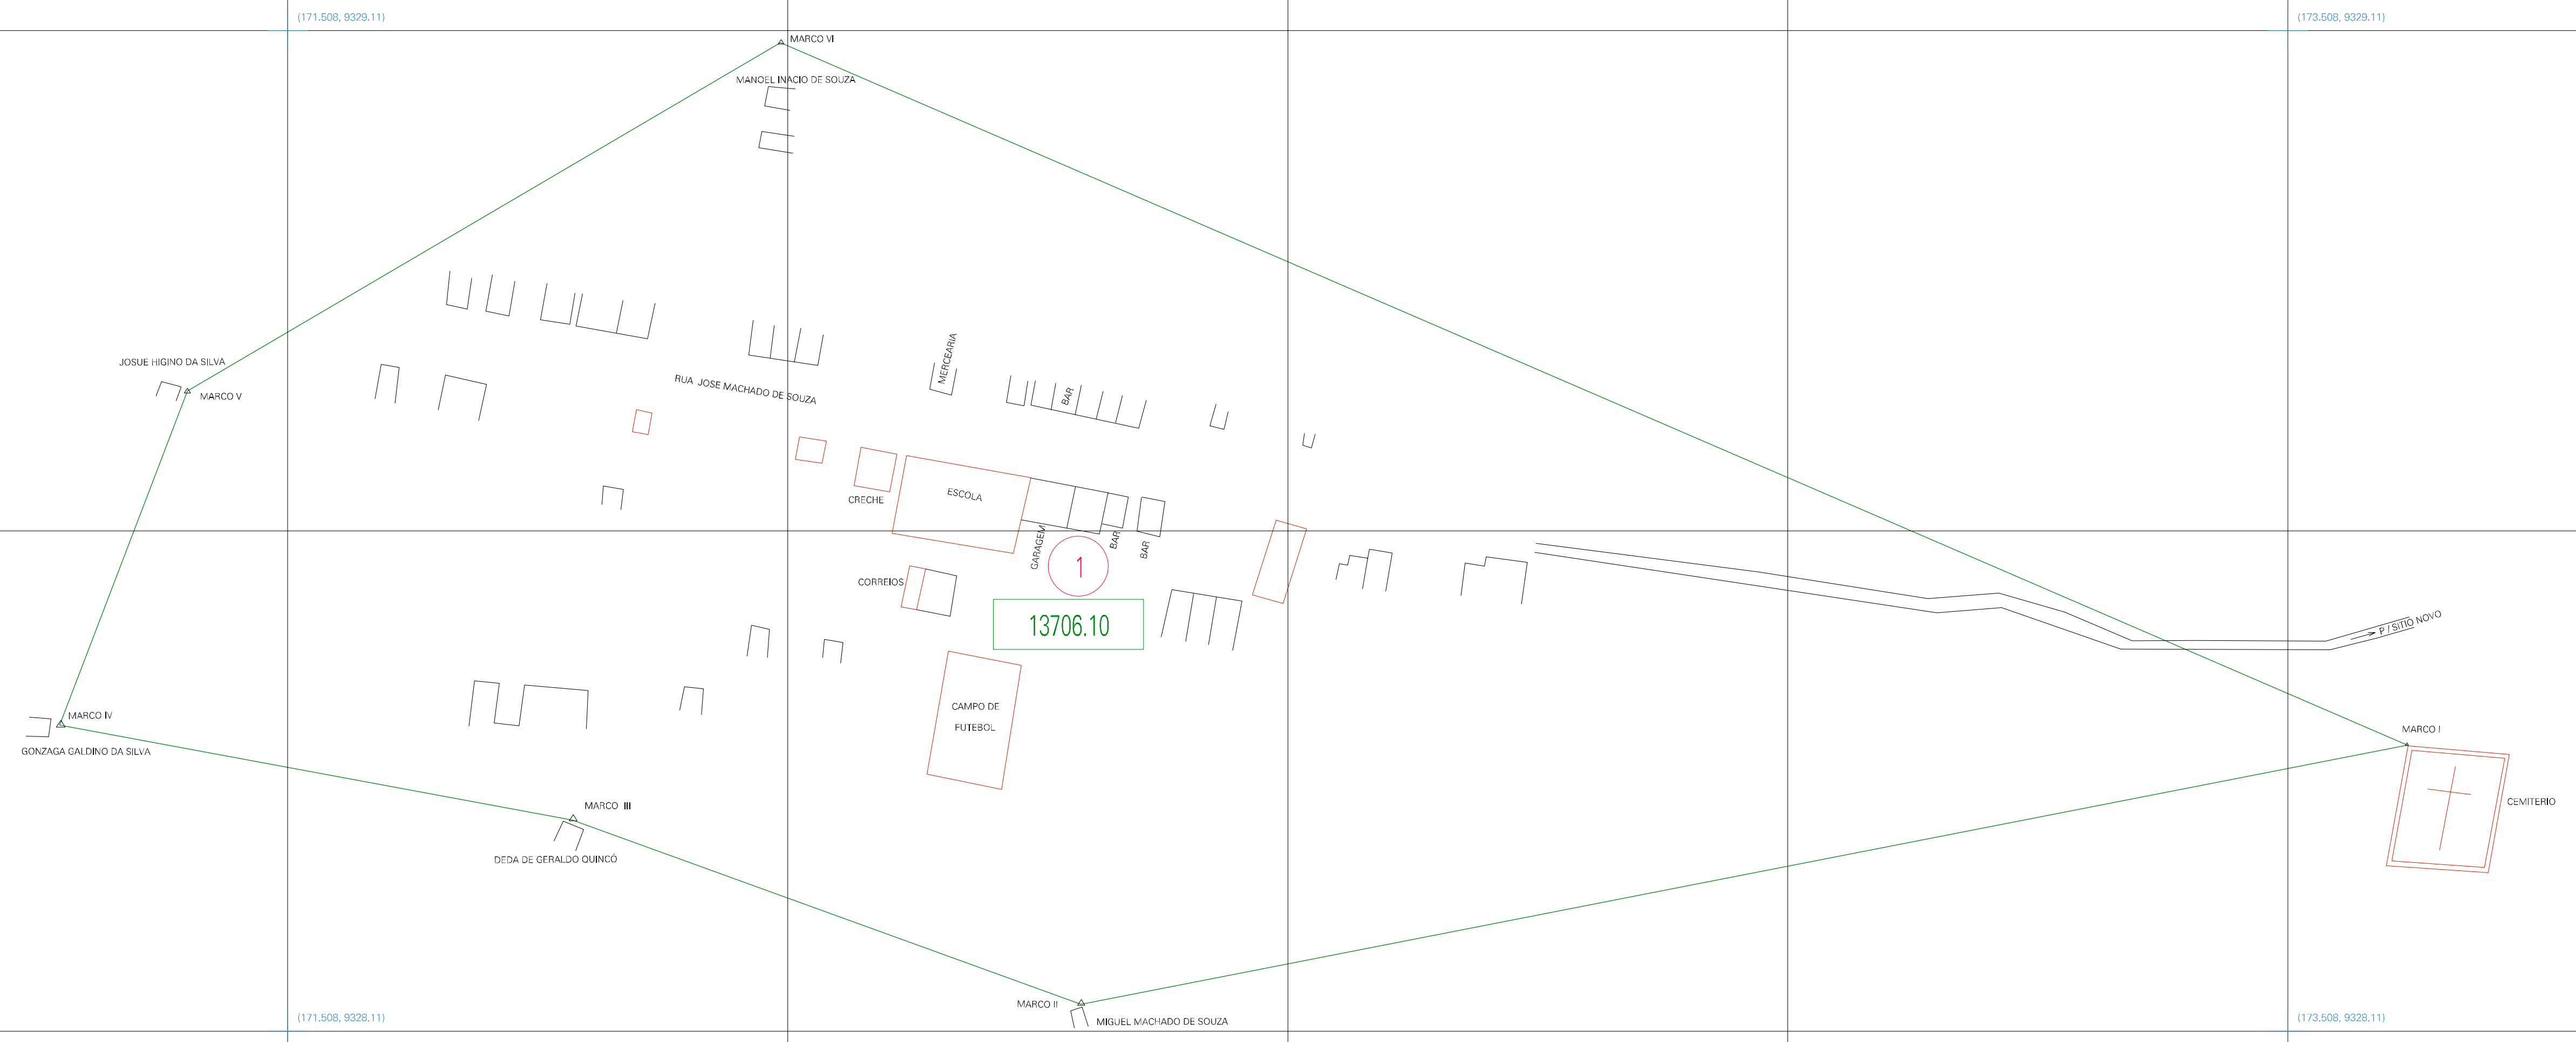 (171.508, 9329.11)
(173.508, 9329.11)
MARCO VI
MANOEL INACIO DE SOUZA
JOSUE HIGINO DA SILVA
MARCO V
RUA JOSE MACHADO DE SOUZA
MERCEARIA
BAR
CRECHE
ESCOLA
GARAGEM
BAR
BAR
1
CORREIOS
13706.10
P / SITIO NOVO
CAMPO DE
FUTEBOL
MARCO IV
GONZAGA GALDINO DA SILVA
MARCO I
CEMITERIO
MARCO III
DEDA DE GERALDO QUINCÓ
MARCO II
MIGUEL MACHADO DE SOUZA
(171.508, 9328.11)
(173.508, 9328.11)